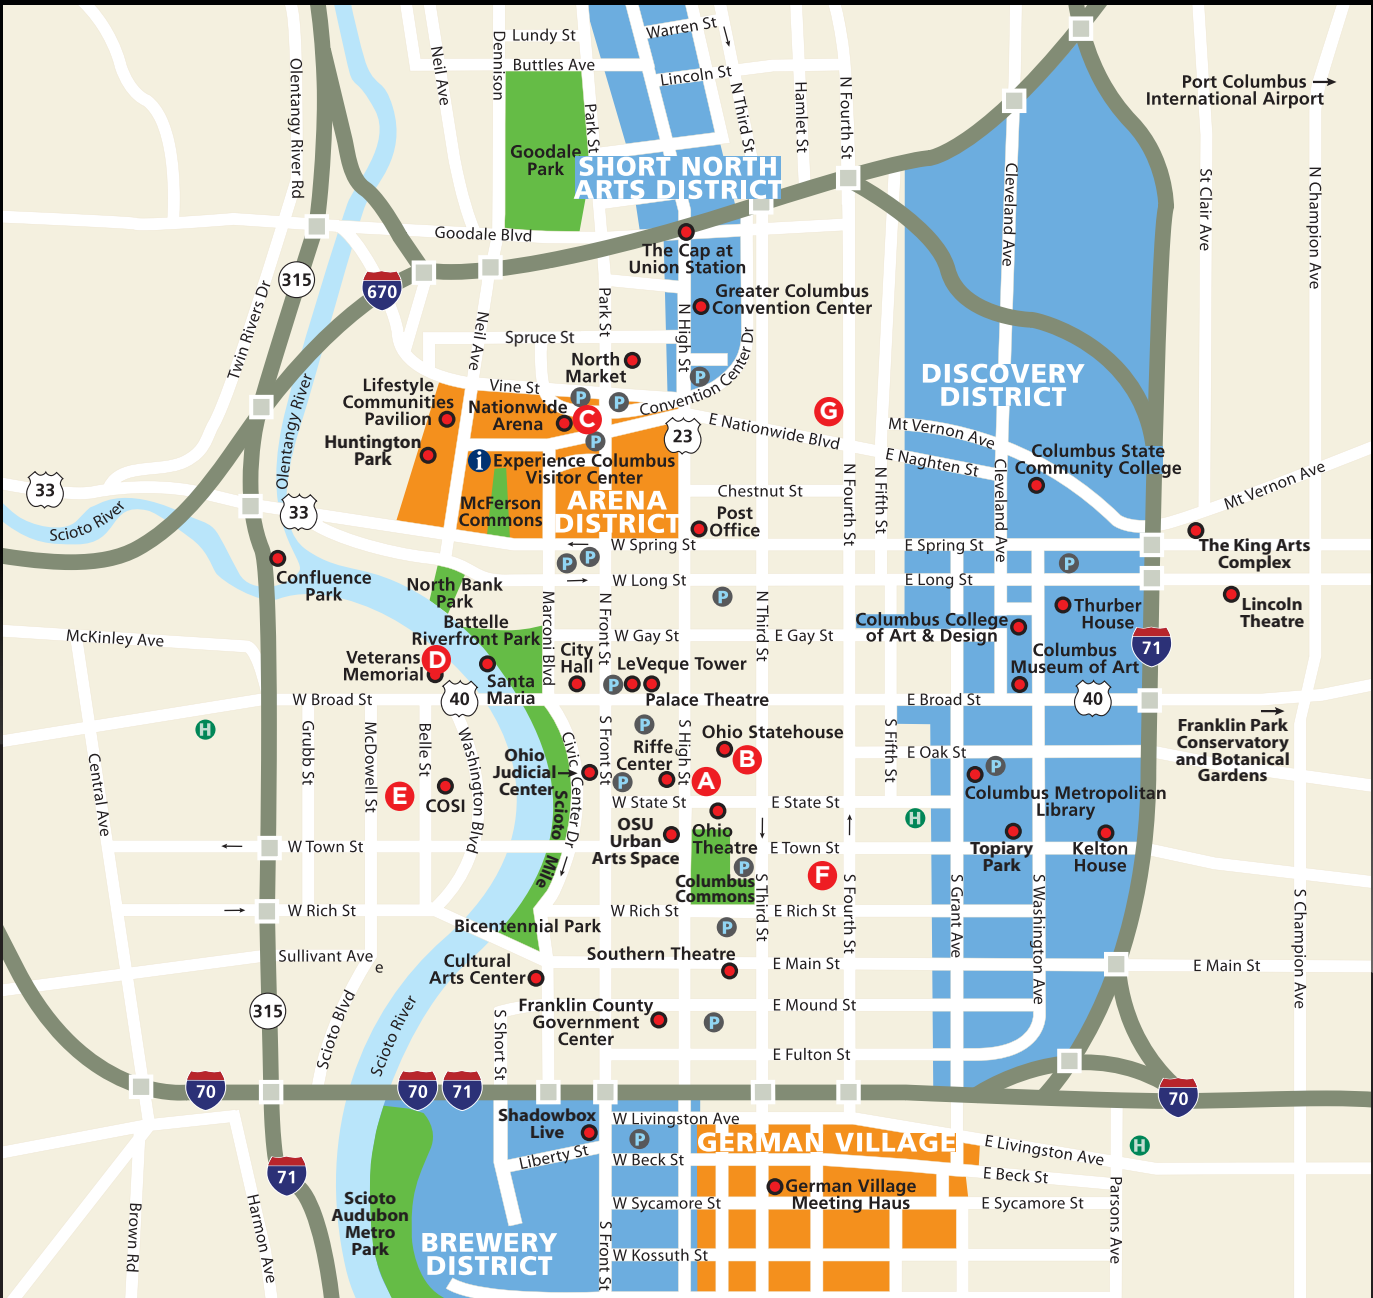 Lundy St
Buttles Ave
Warren St
Lincoln St
Olentangy River Rd
Neil Ave
Dennison
Park St
N Third St
Hamlet St
N Fourth St
Port Columbus
International Airport
Goodale
Park
SHORT NORTH
ARTS DISTRICT
Cleveland Ave
St Clair Ave
N Champion Ave
Goodale Blvd
The Cap at
Union Station
315
670
Twin Rivers Dr
Greater Columbus
Convention Center
Neil Ave
Park St
N High St
Spruce St
North
Market
Convention Center Dr
P
Lifestyle
Communities
Pavilion
Vine St
P
P
Nationwide
Arena
C
G
DISCOVERY
DISTRICT
Olentangy River
Huntington
Park
P
23
E Nationwide Blvd
Mt Vernon Ave
E Naghten St
Columbus State
Community College
i
Experience Columbus
Visitor Center
Mt Vernon Ave
33
33
Scioto River
McFerson
Commons
ARENA
DISTRICT
Chestnut St
Post
Office
N Fourth St
N Fifth St
Cleveland Ave
W Spring St
E Spring St
The King Arts
Complex
P
P
P
Confluence
Park
W Long St
E Long St
North Bank
Park
P
Marconi Blvd
N Front St
N Third St
Thurber
House
Lincoln
Theatre
McKinley Ave
Battelle
Riverfront Park
W Gay St
E Gay St
Columbus College
of Art & Design
71
Veterans
Memorial
D
City
Hall
LeVeque Tower
Columbus
Museum of Art
Santa
Maria
P
Palace Theatre
40
40
W Broad St
E Broad St
H
Grubb St
McDowell St
Belle St
Washington Blvd
Civic Center Dr
S Front St
P
S High St
Ohio Statehouse
S Fifth St
Franklin Park
Conservatory
and Botanical
Gardens
Central Ave
Ohio
Judicial
Center
Riffe
Center
B
E Oak St
P
P
A
E
COSI
Columbus Metropolitan
Library
Scioto Mile
W State St
E State St
H
OSU
Urban
Arts Space
Ohio
Theatre
Topiary
Park
Kelton
House
W Town St
E Town St
P
F
Columbus
Commons
S Third St
S Fourth St
S Grant Ave
S Washington Ave
S Champion Ave
W Rich St
W Rich St
E Rich St
Bicentennial Park
P
Sullivant Ave
e
Cultural
Arts Center
Southern Theatre
E Main St
E Main St
315
Scioto Blvd
Scioto River
S Short St
Franklin County
Government
Center
P
E Mound St
E Fulton St
70
70
71
70
Shadowbox
Live
P
W Livingston Ave
GERMAN VILLAGE
E Livingston Ave
H
Liberty St
W Beck St
E Beck St
71
German Village
Meeting Haus
W Sycamore St
E Sycamore St
Parsons Ave
Brown Rd
Harmon Ave
Scioto
Audubon
Metro
Park
BREWERY
DISTRICT
S Front St
W Kossuth St